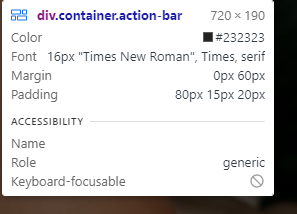 div.container.action-bar 720 × 190
Color #232323
Font 16px "Times New Roman", Times, serif
Margin 0px 60px
Padding 80px 15px 20px
ACCESSIBILITY
Name
Role generic
Keyboard-focusable